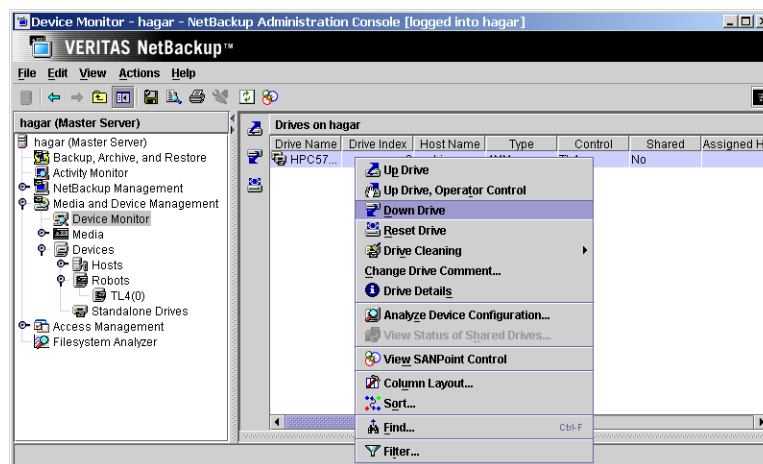 Device Monitor - hagar - NetBackup Administration Console [logged into hagar]
VERITAS NetBackup™
File Edit View Actions Help
hagar (Master Server)
hagar (Master Server)
Backup, Archive, and Restore
Activity Monitor
NetBackup Management
Media and Device Management
Device Monitor
Media
Devices
Hosts
Robots
TL4(0)
Standalone Drives
Access Management
Filesystem Analyzer
Drives on hagar
Drive Name Drive Index Host Name Type Control Shared Assigned H
HPC57... No
Up Drive
Up Drive, Operator Control
Down Drive
Reset Drive
Drive Cleaning
Change Drive Comment...
Drive Details
Analyze Device Configuration...
View Status of Shared Drives...
View SANPoint Control
Column Layout...
Sort...
Find... Ctrl-F
Filter...